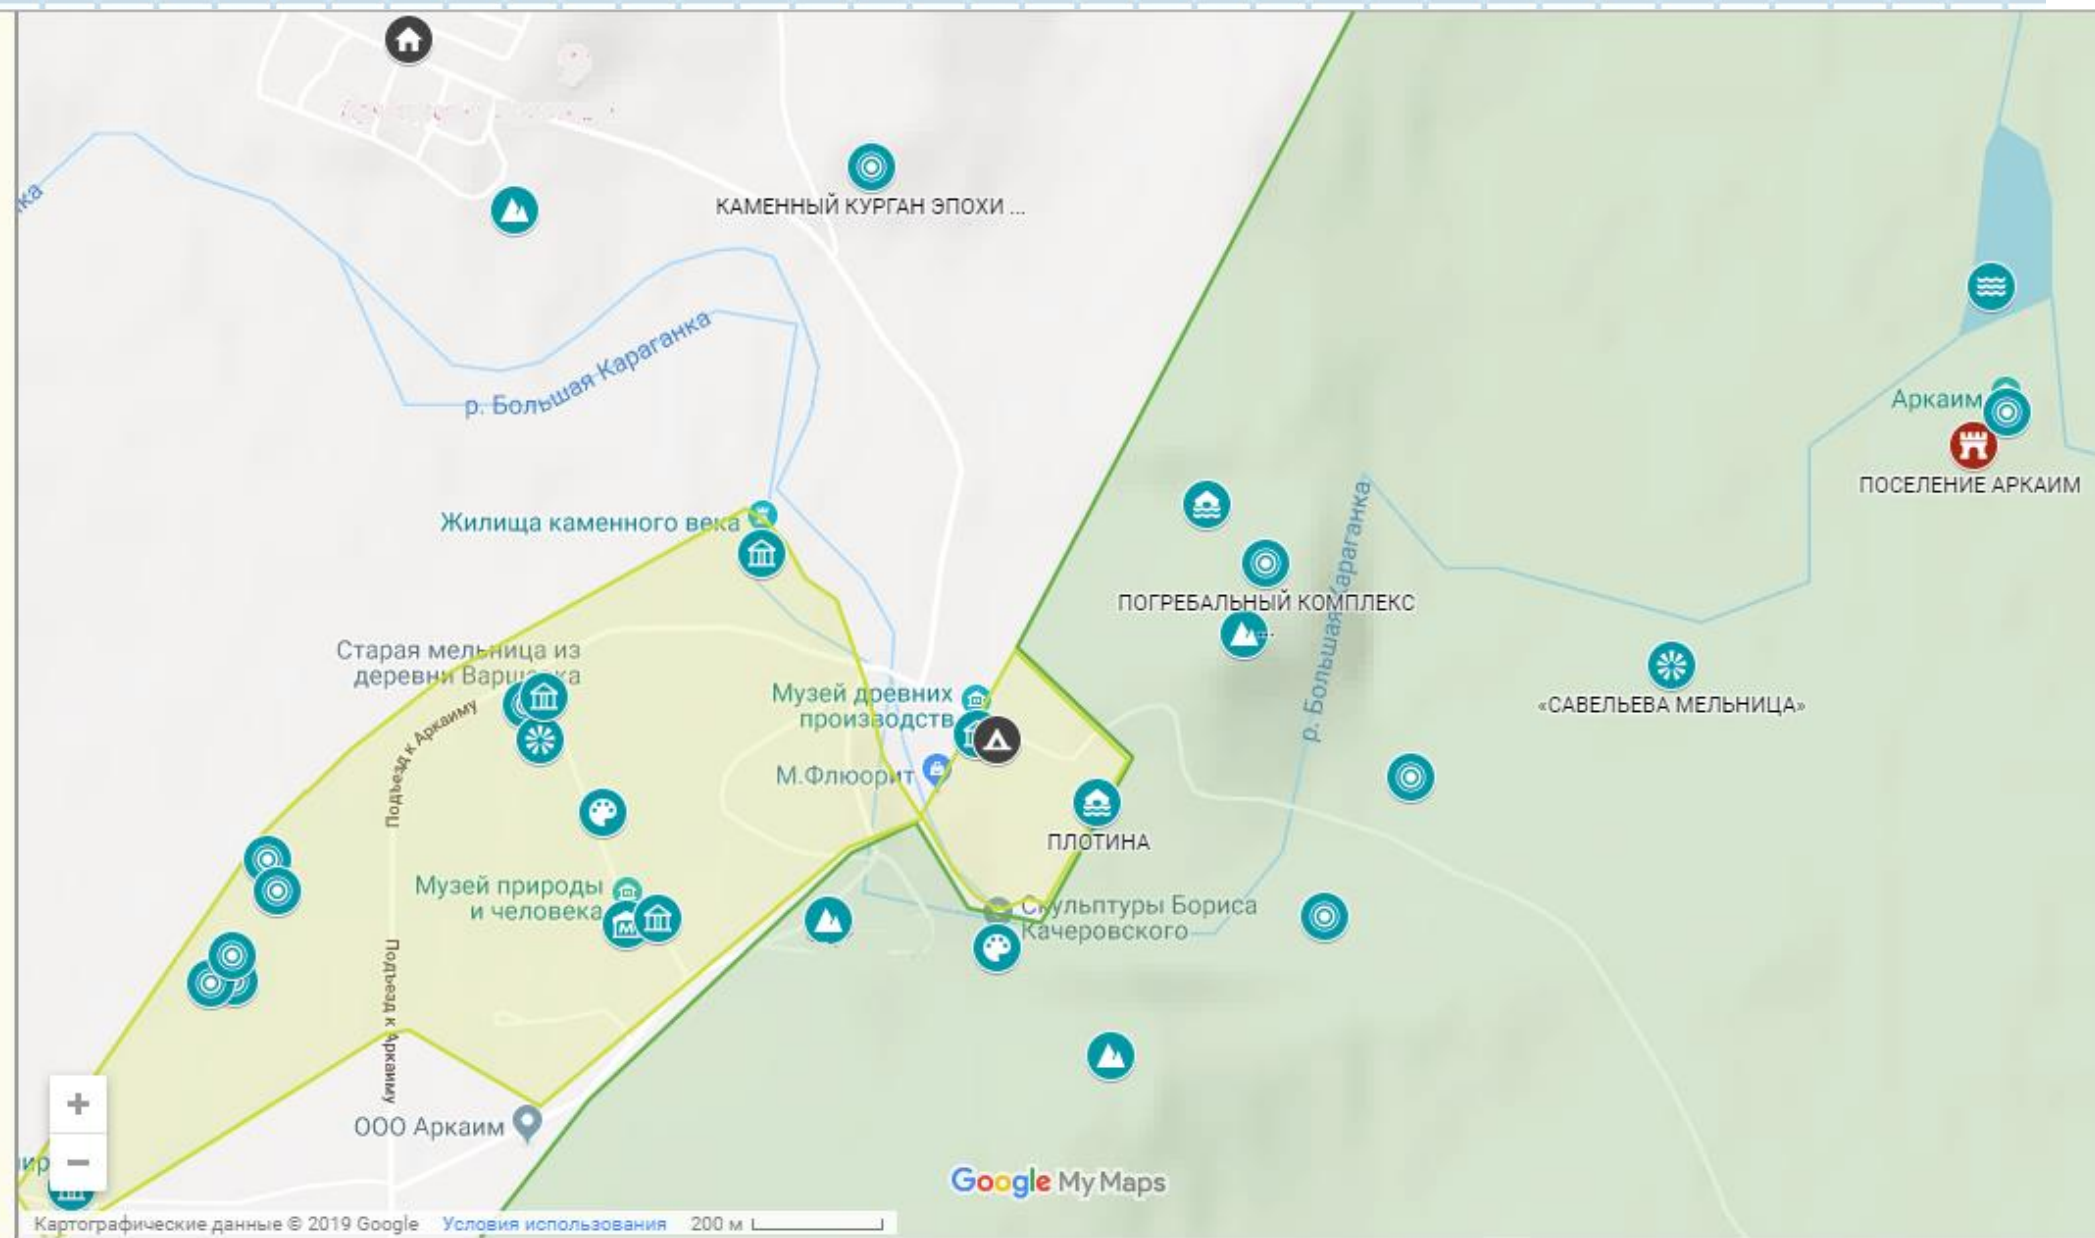 ка
КАМЕННЫЙ КУРГАН ЭПОХИ ...
р. Большая Караганка
Аркаим
ПОСЕЛЕНИЕ АРКАИМ
Жилища каменного века
ПОГРЕБАЛЬНЫЙ КОМПЛЕКС
...
р. Большая Караганка
Старая мельница из
деревни
«САВЕЛЬЕВА МЕЛЬНИЦА»
Подъезд к Аркаиму
Музей древних
производств
М.Флюорит
ПЛОТИНА
Музей природы
и человека
Скульптуры Бориса
Качеровского
Подъезд к Аркаиму
ООО Аркаим
Google My Maps
Картографические данные © 2019 Google Условия использования 200 м